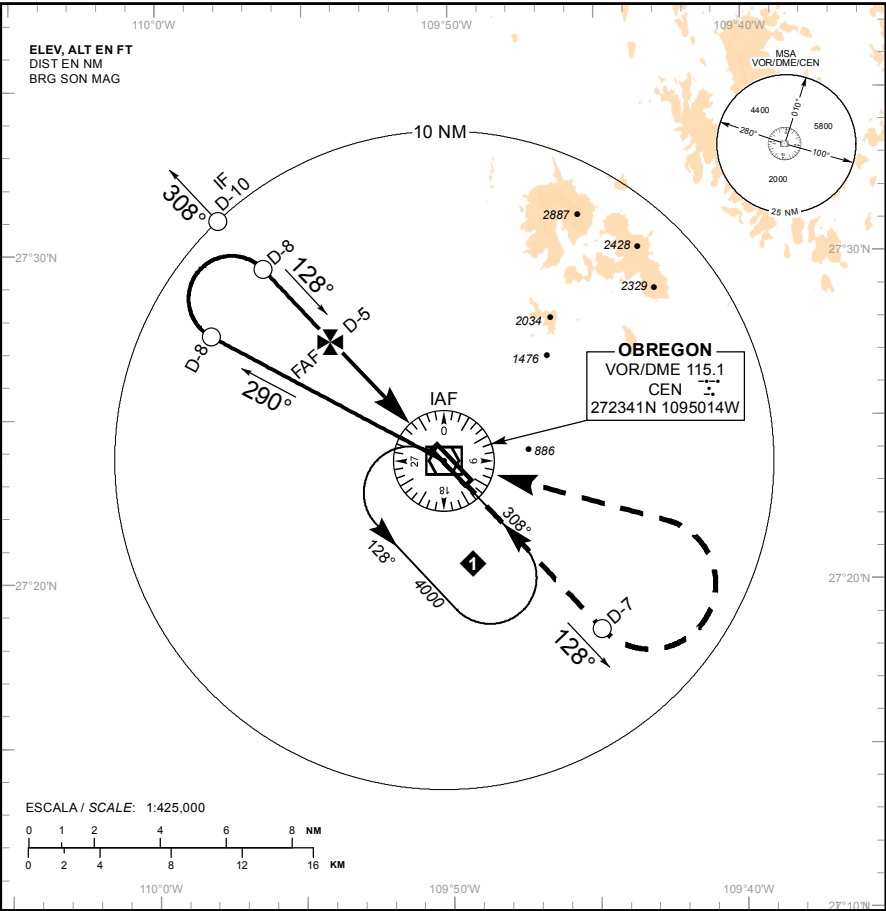 110°0'W
109°50'W
109°40'W
ELEV, ALT EN FT
DIST EN NM
BRG SON MAG
MSA
VOR/DME/CEN
4400
010°
5800
280°
100°
2000
25 NM
10 NM
IF
D-10
308°
2887
2428
2329
2034
1476
27°30'N
27°30'N
D-8
128°
D-5
FAF
D-8
290°
OBREGON
VOR/DME 115.1
CEN
272341N 1095014W
IAF
0
27
9
18
886
308°
128°
4000
1
D-7
128°
27°20'N
27°20'N
ESCALA / SCALE: 1:425,000
0 1 2 4 6 8 NM
0 2 4 8 12 16 KM
110°0'W
109°50'W
109°40'W
27°10'N